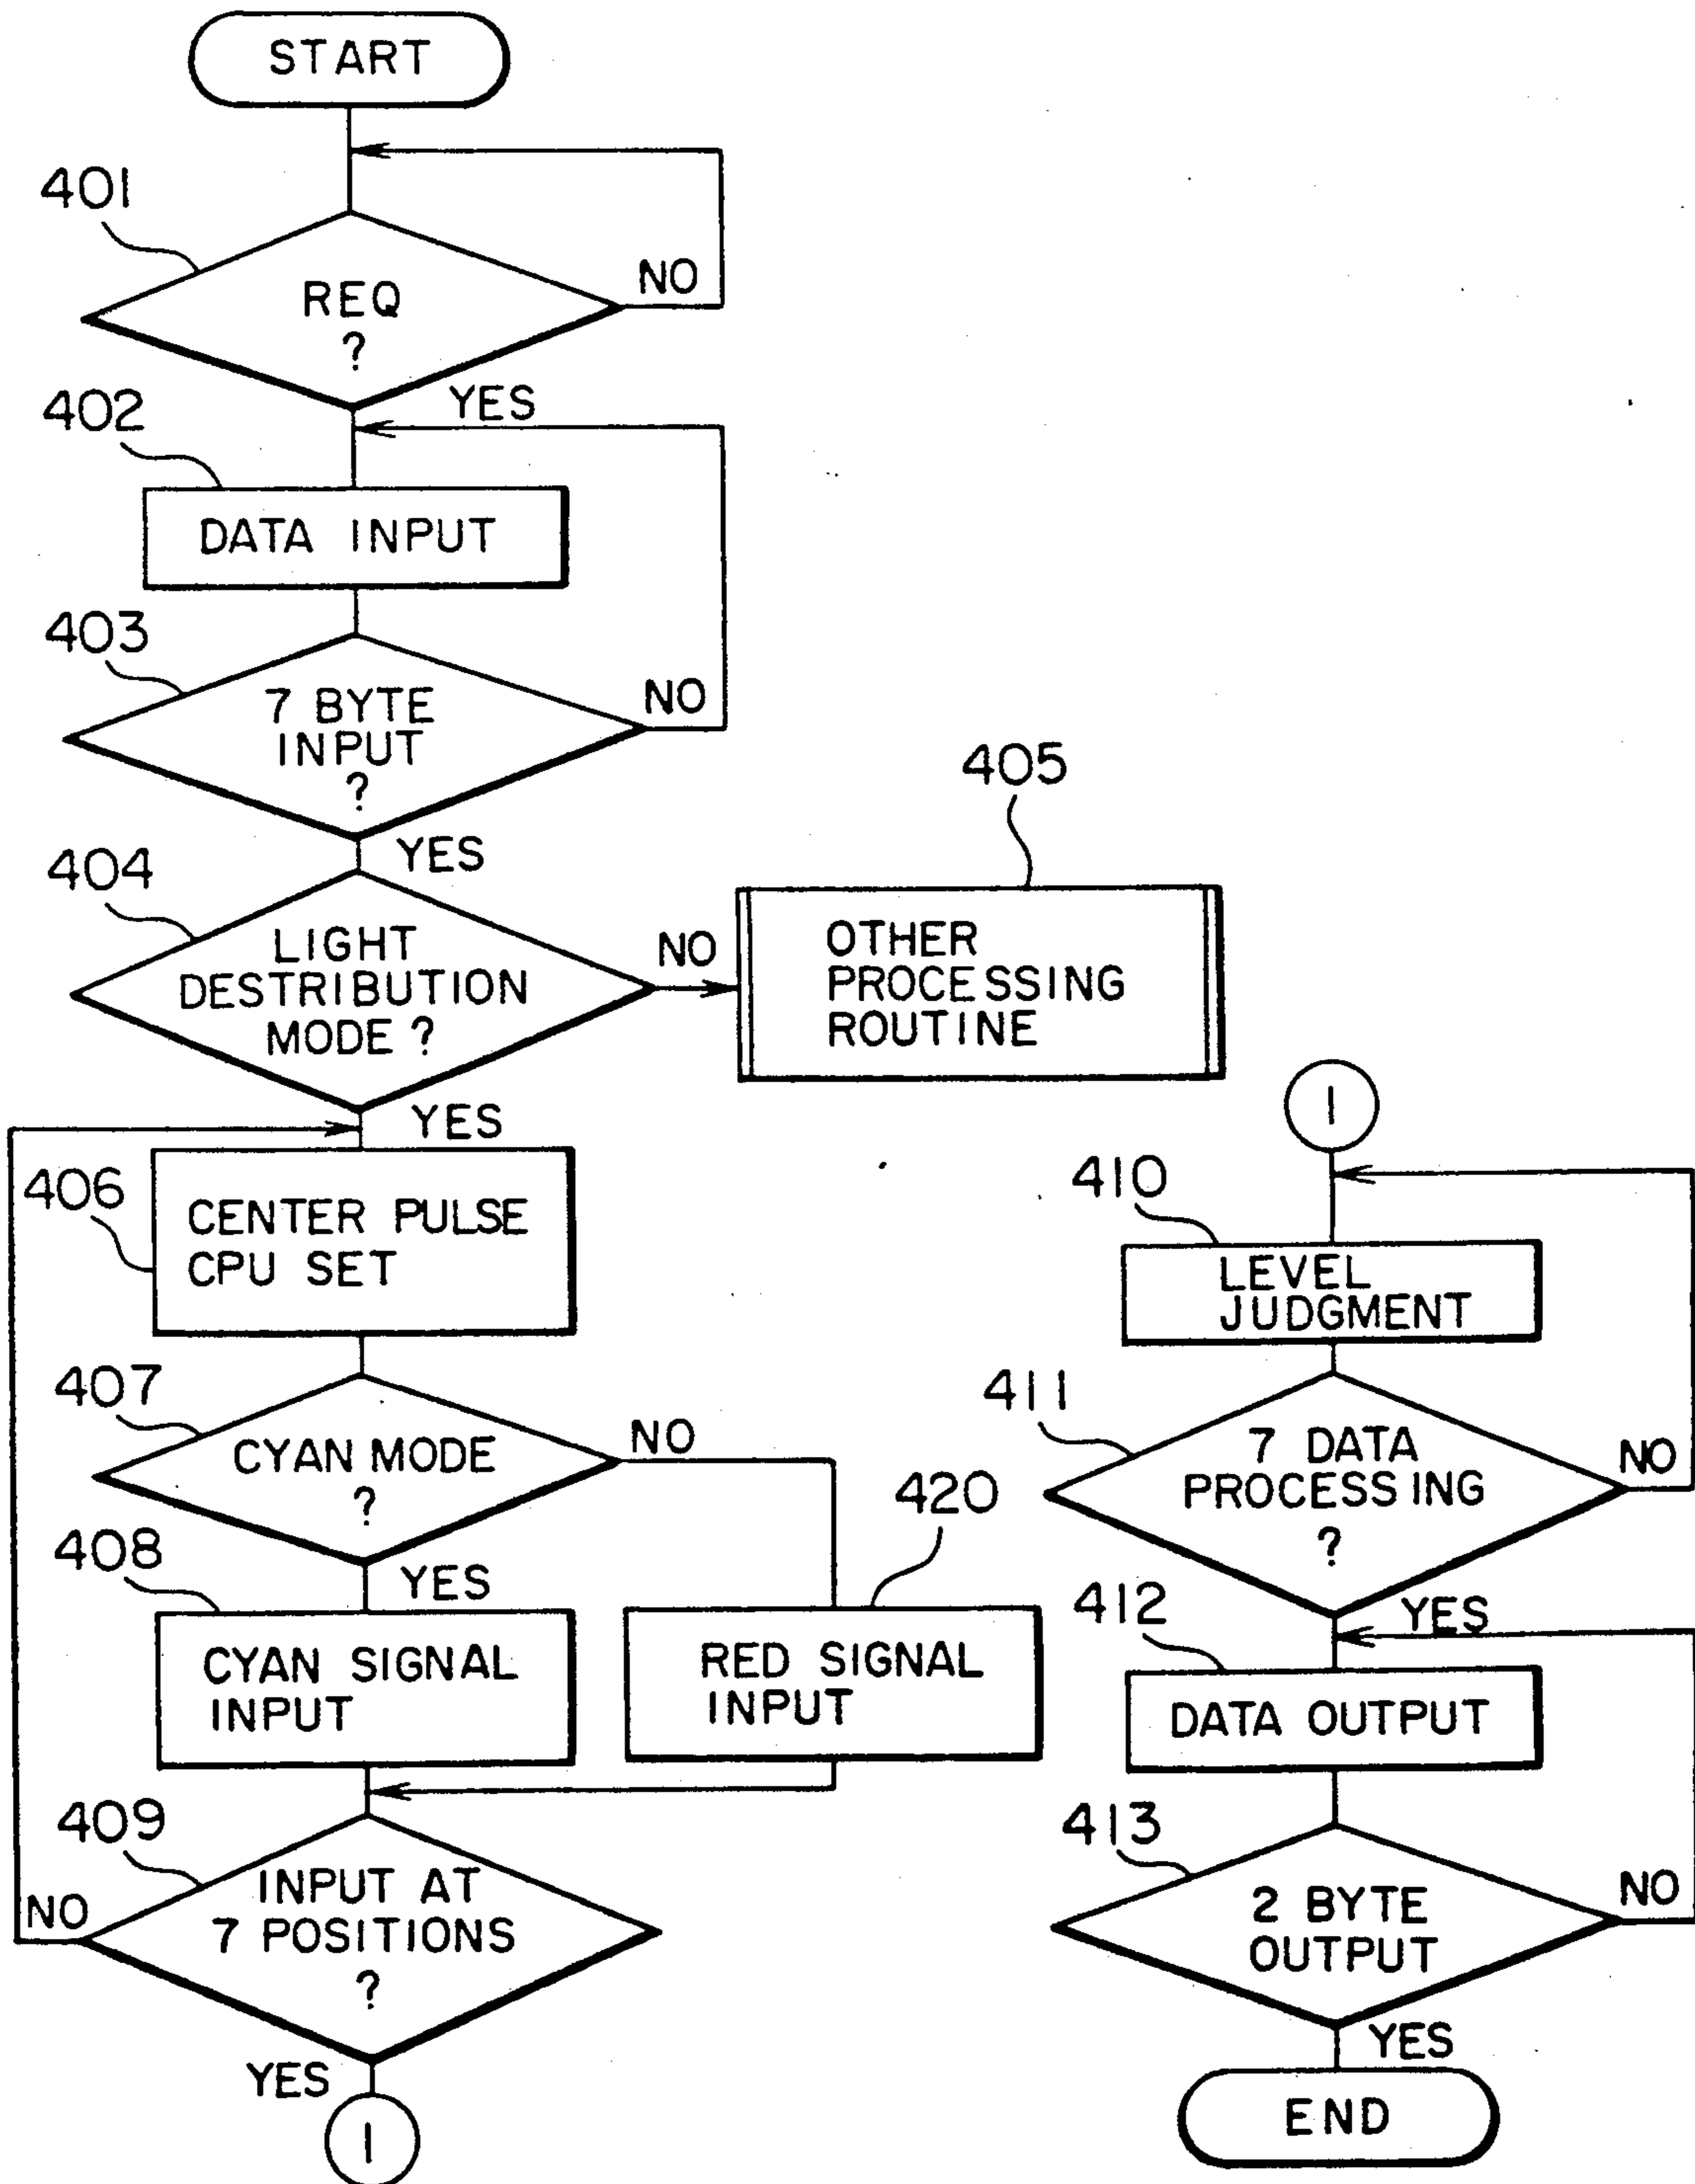 START
401
REQ
?
NO
YES
402
DATA INPUT
403
7 BYTE
INPUT
?
NO
YES
404
LIGHT
DESTRIBUTION
MODE ?
NO
405
OTHER
PROCESSING
ROUTINE
YES
406
CENTER PULSE
CPU SET
407
CYAN MODE
?
NO
YES
408
CYAN SIGNAL
INPUT
420
RED SIGNAL
INPUT
409
INPUT AT
7 POSITIONS
?
NO
YES
1
1
410
LEVEL
JUDGMENT
411
7 DATA
PROCESSING
?
NO
YES
412
DATA OUTPUT
413
2 BYTE
OUTPUT
NO
YES
END